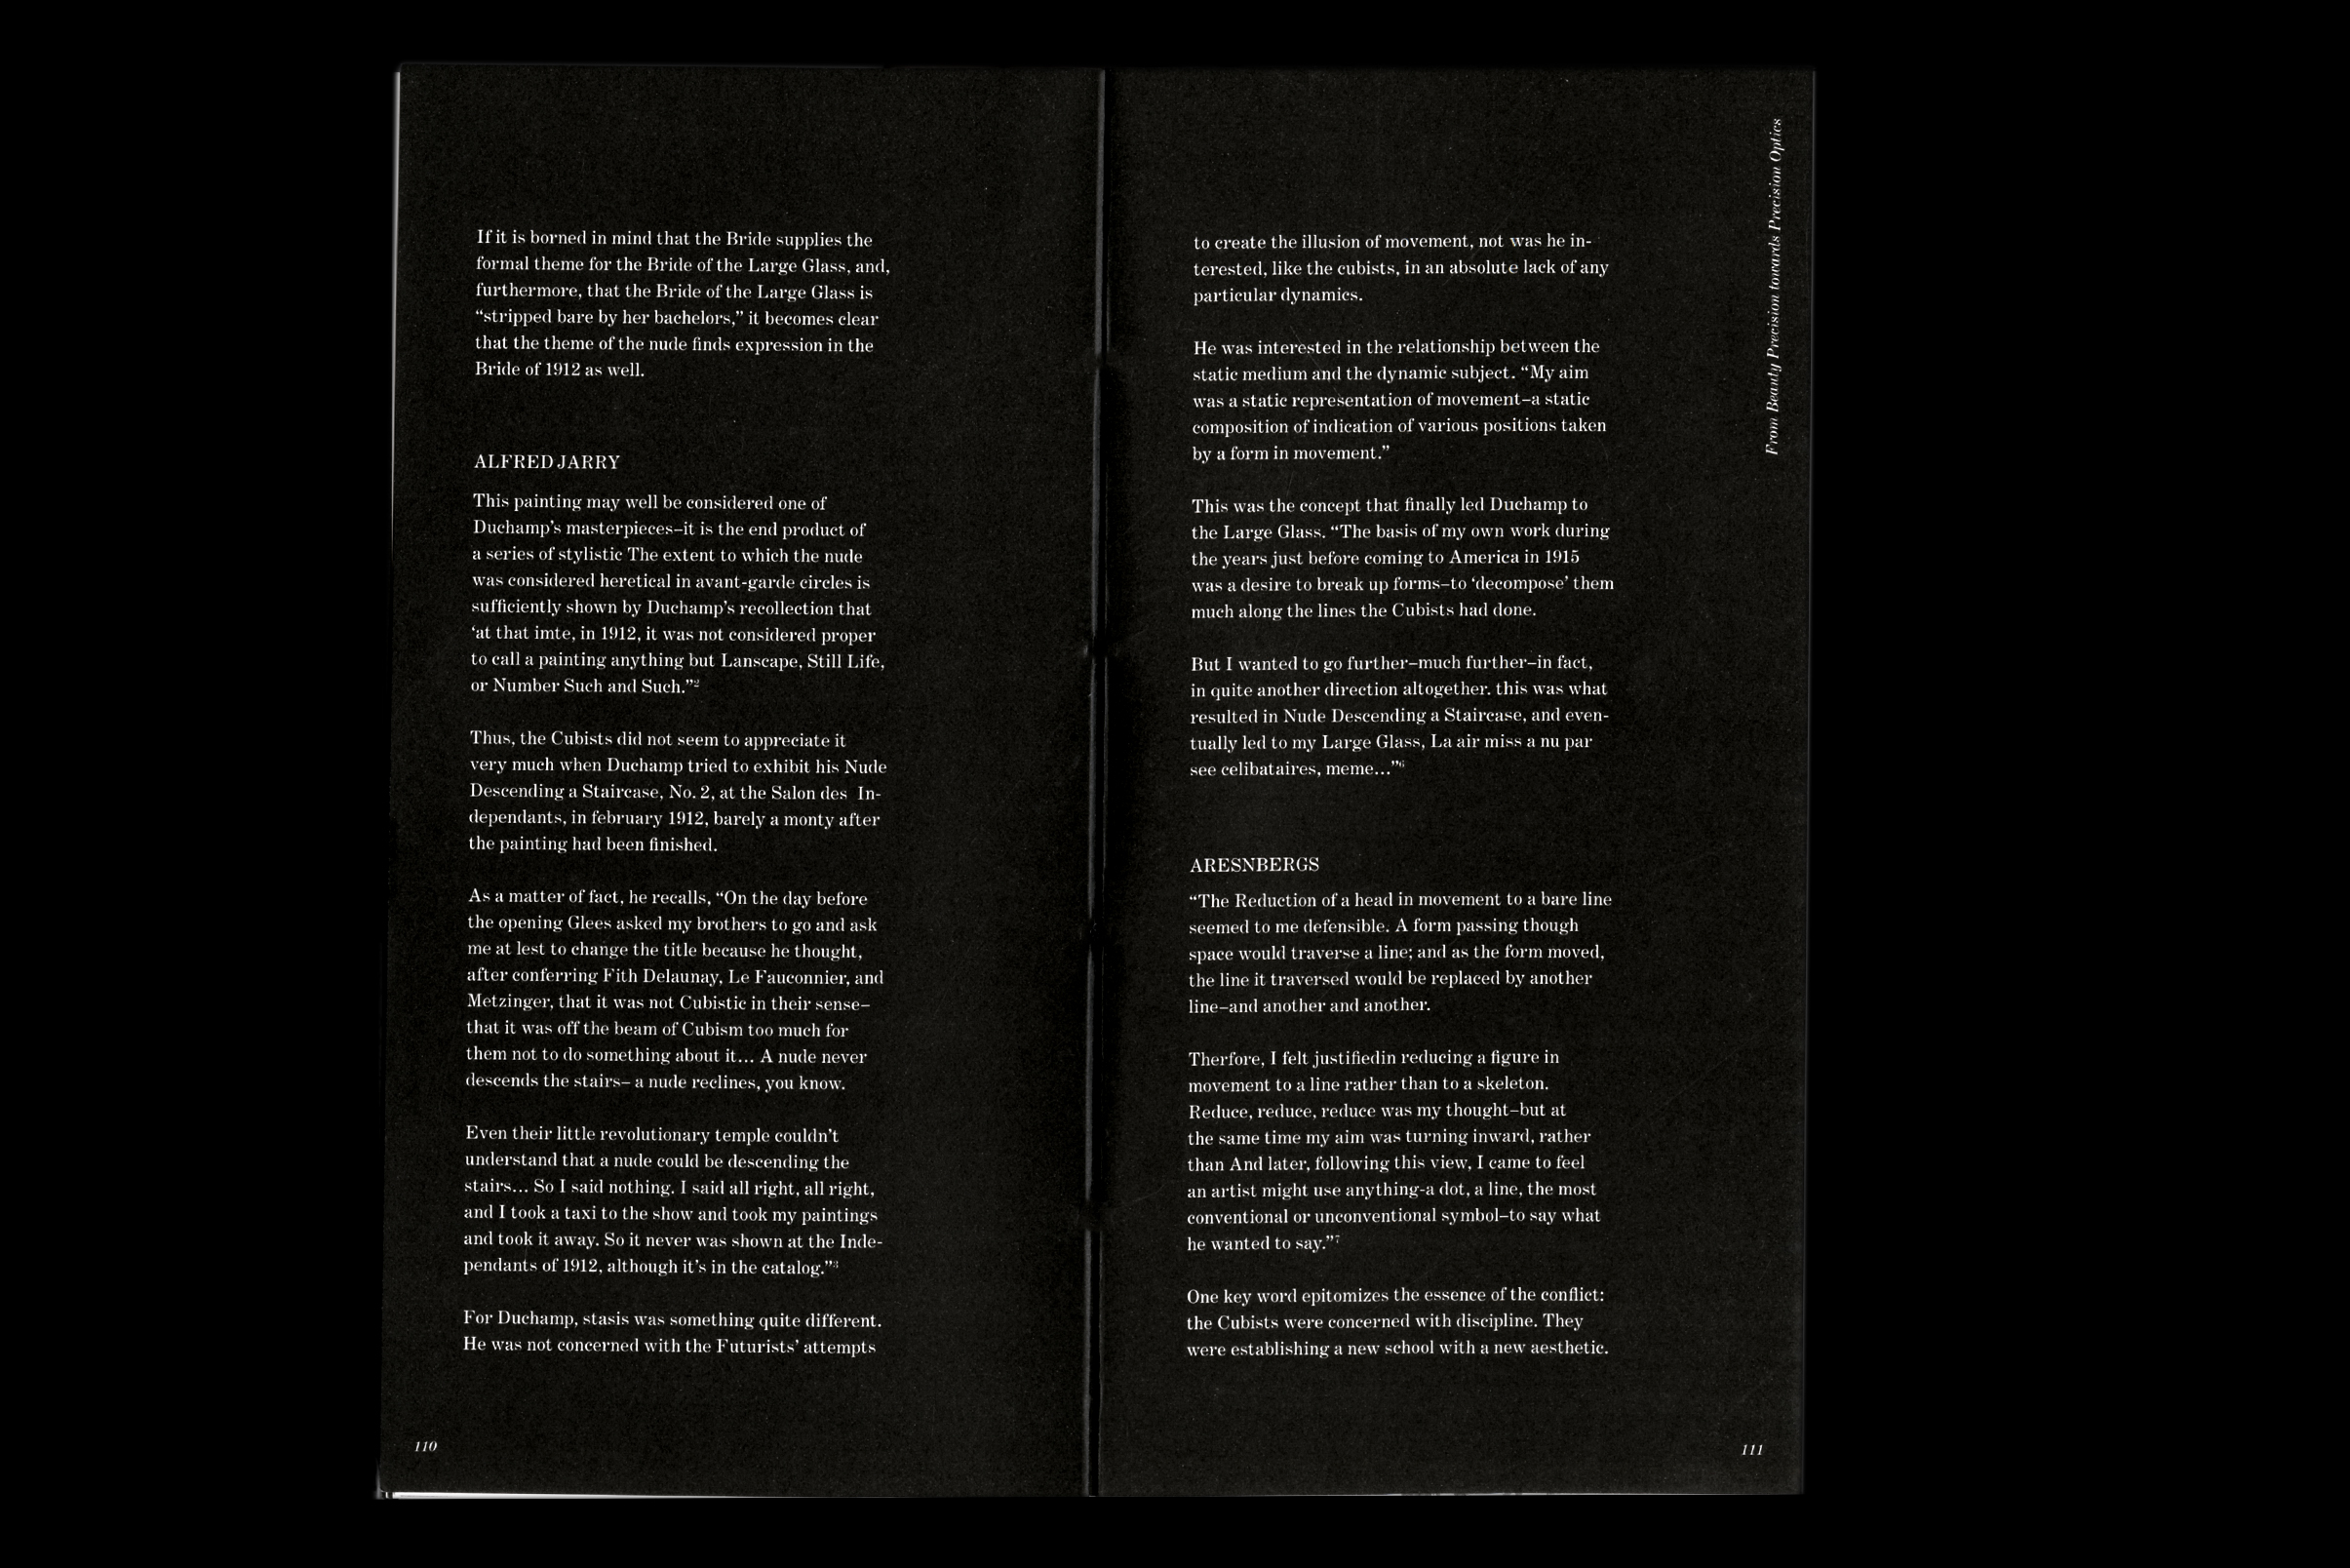 If it is borned in mind that the Bride supplies the
formal theme for the Bride of the Large Glass, and,
furthermore, that the Bride of the Large Glass is
“stripped bare by her bachelors,” it becomes clear
that the theme of the nude finds expression in the
Bride of 1912 as well.
ALFRED JARRY
This painting may well be considered one of
Duchamp’s masterpieces–it is the end product of
a series of stylistic The extent to which the nude
was considered heretical in avant-garde circles is
sufficiently shown by Duchamp’s recollection that
‘at that imte, in 1912, it was not considered proper
to call a painting anything but Lanscape, Still Life,
or Number Such and Such.”²
Thus, the Cubists did not seem to appreciate it
very much when Duchamp tried to exhibit his Nude
Descending a Staircase, No. 2, at the Salon des In-
dependants, in february 1912, barely a monty after
the painting had been finished.
As a matter of fact, he recalls, “On the day before
the opening Glees asked my brothers to go and ask
me at lest to change the title because he thought,
after conferring Fith Delaunay, Le Fauconnier, and
Metzinger, that it was not Cubistic in their sense–
that it was off the beam of Cubism too much for
them not to do something about it... A nude never
descends the stairs– a nude reclines, you know.
Even their little revolutionary temple couldn’t
understand that a nude could be descending the
stairs... So I said nothing. I said all right, all right,
and I took a taxi to the show and took my paintings
and took it away. So it never was shown at the Inde-
pendants of 1912, although it’s in the catalog.”³
For Duchamp, stasis was something quite different.
He was not concerned with the Futurists’ attempts
110
From Beauty Precision towards Precision Optics
to create the illusion of movement, not was he in-
terested, like the cubists, in an absolute lack of any
particular dynamics.
He was interested in the relationship between the
static medium and the dynamic subject. “My aim
was a static representation of movement–a static
composition of indication of various positions taken
by a form in movement.”
This was the concept that finally led Duchamp to
the Large Glass. “The basis of my own work during
the years just before coming to America in 1915
was a desire to break up forms–to ‘decompose’ them
much along the lines the Cubists had done.
But I wanted to go further–much further–in fact,
in quite another direction altogether. this was what
resulted in Nude Descending a Staircase, and even-
tually led to my Large Glass, La air miss a nu par
see celibataires, meme...”⁶
ARESNBERGS
“The Reduction of a head in movement to a bare line
seemed to me defensible. A form passing though
space would traverse a line; and as the form moved,
the line it traversed would be replaced by another
line–and another and another.
Therfore, I felt justifiedin reducing a figure in
movement to a line rather than to a skeleton.
Reduce, reduce, reduce was my thought–but at
the same time my aim was turning inward, rather
than And later, following this view, I came to feel
an artist might use anything-a dot, a line, the most
conventional or unconventional symbol–to say what
he wanted to say.”⁷
One key word epitomizes the essence of the conflict:
the Cubists were concerned with discipline. They
were establishing a new school with a new aesthetic.
111